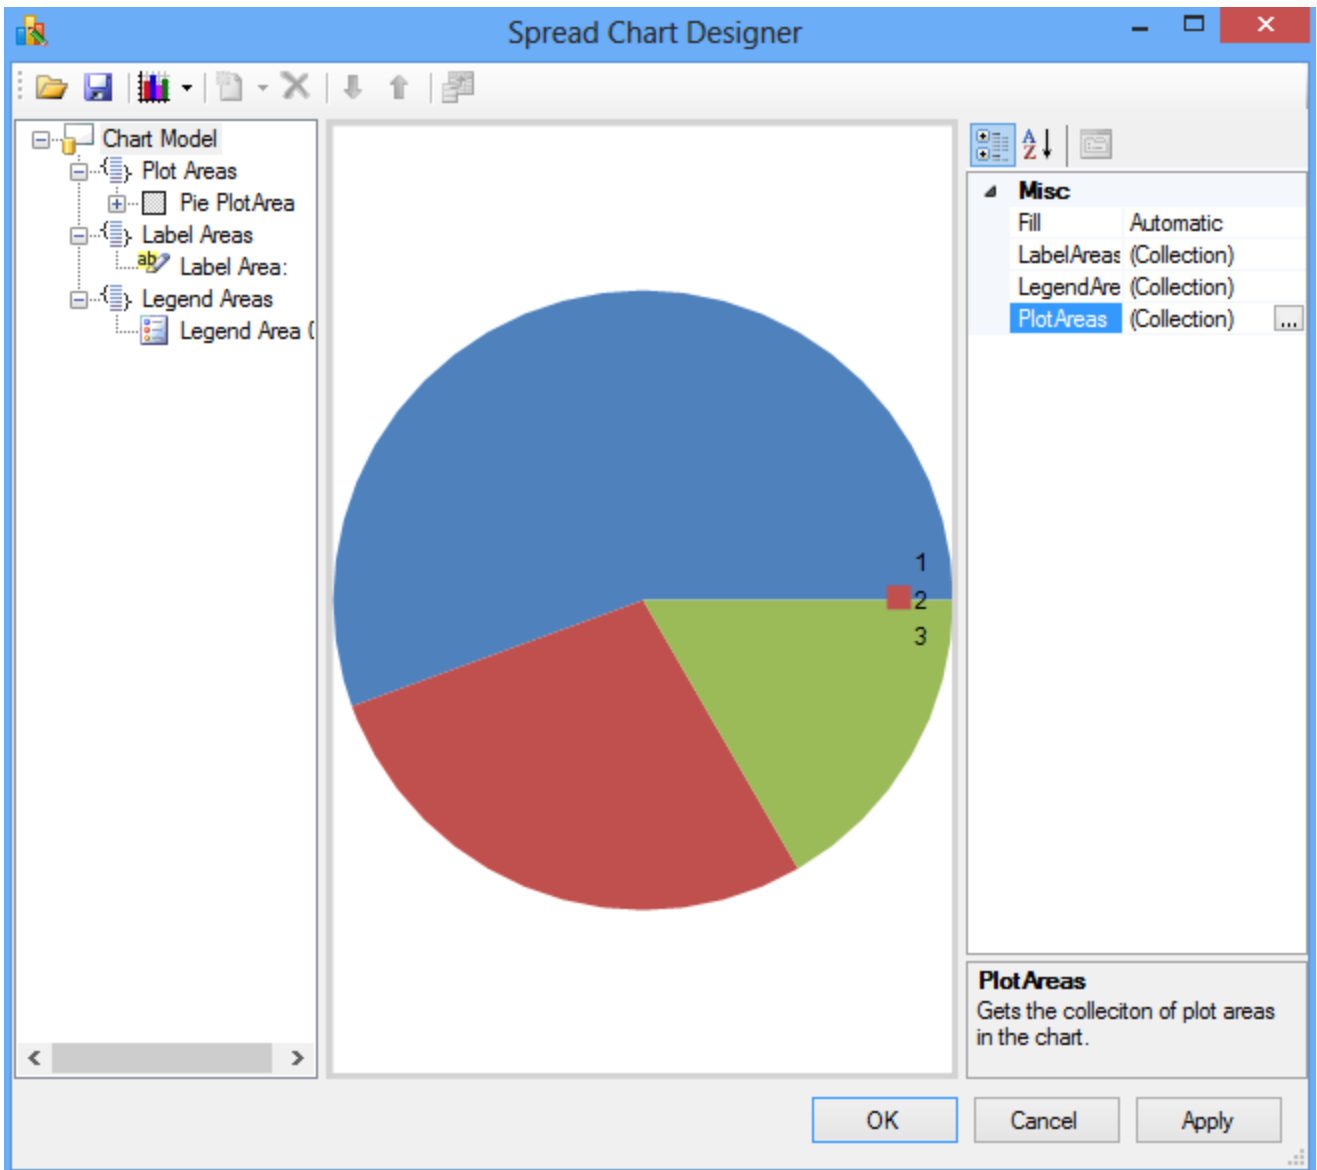 Spread Chart Designer
Chart Model
Plot Areas
Pie PlotArea
Label Areas
Label Area:
Legend Areas
Legend Area (
1
2
3
A
Z
Misc
Fill Automatic
LabelAreas (Collection)
LegendAre (Collection)
PlotAreas (Collection) ...
PlotAreas
Gets the colleciton of plot areas
in the chart.
OK Cancel Apply